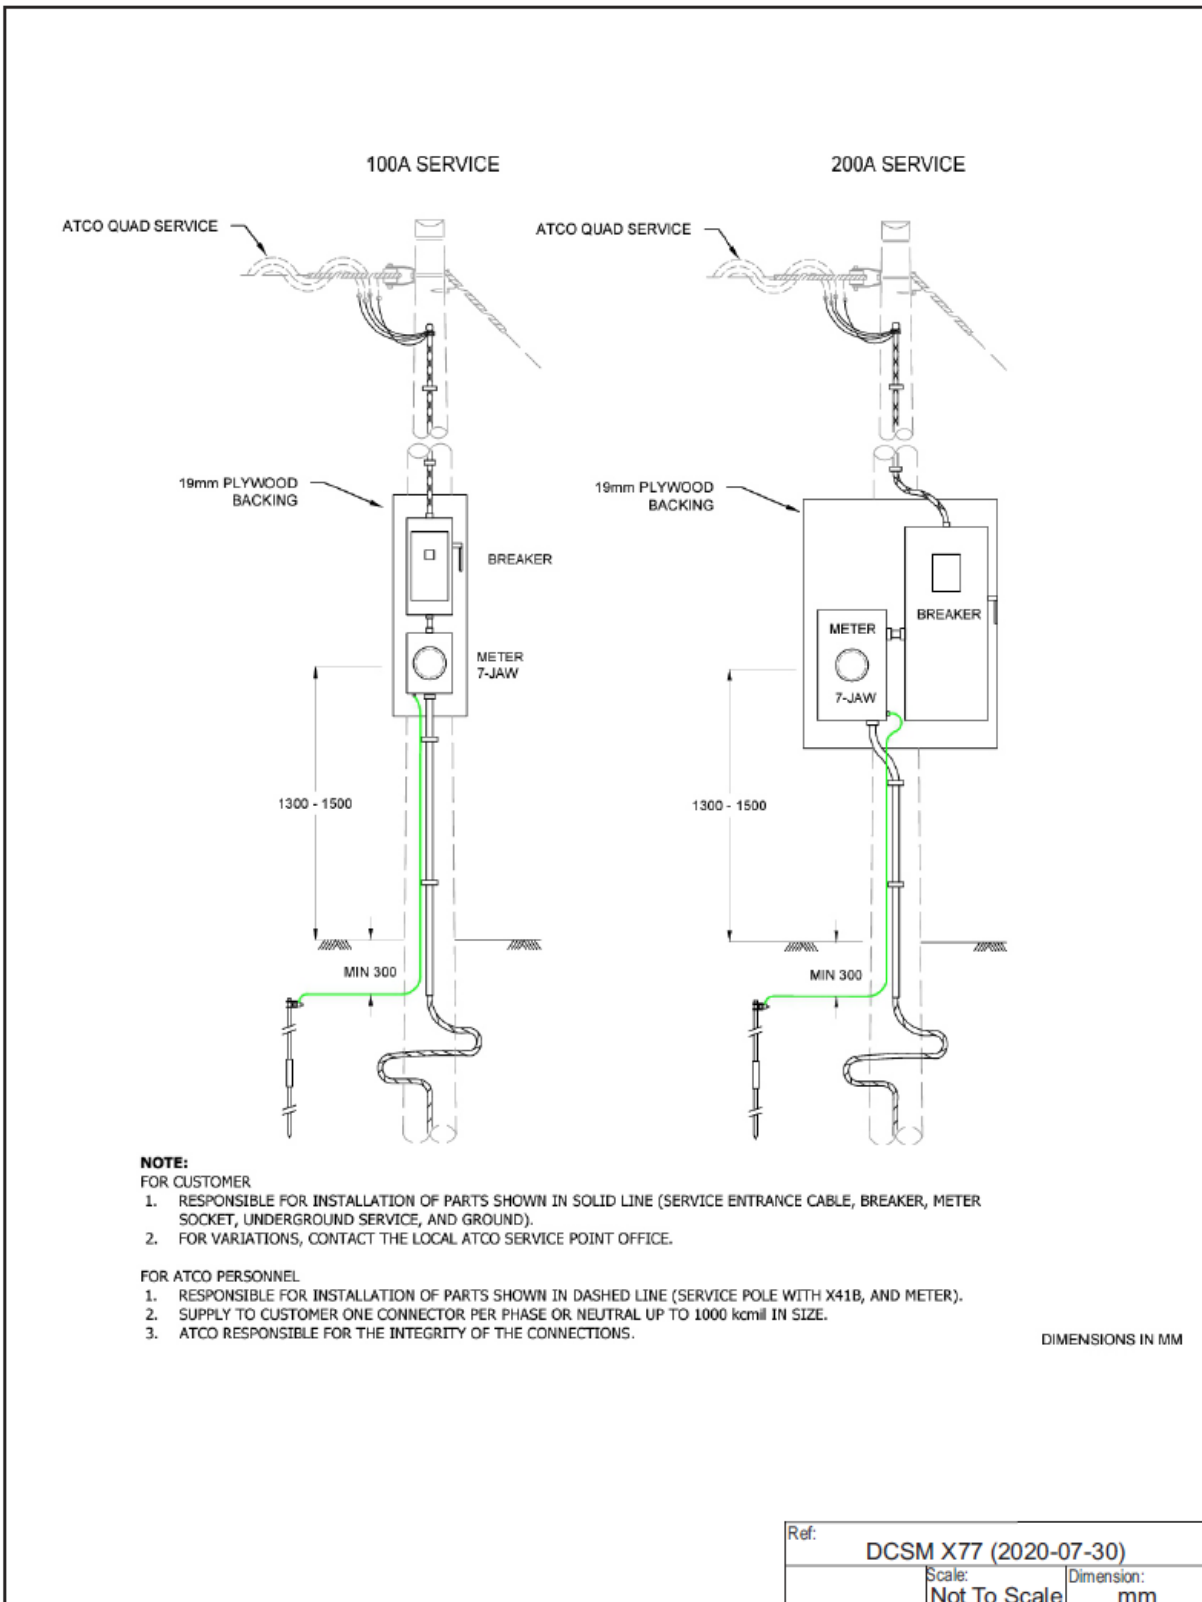 100A SERVICE
200A SERVICE
ATCO QUAD SERVICE
ATCO QUAD SERVICE
19mm PLYWOOD
BACKING
19mm PLYWOOD
BACKING
BREAKER
BREAKER
METER
METER
7-JAW
7-JAW
1300 - 1500
1300 - 1500
MIN 300
MIN 300
NOTE:
FOR CUSTOMER
1. RESPONSIBLE FOR INSTALLATION OF PARTS SHOWN IN SOLID LINE (SERVICE ENTRANCE CABLE, BREAKER, METER
SOCKET, UNDERGROUND SERVICE, AND GROUND).
2. FOR VARIATIONS, CONTACT THE LOCAL ATCO SERVICE POINT OFFICE.
FOR ATCO PERSONNEL
1. RESPONSIBLE FOR INSTALLATION OF PARTS SHOWN IN DASHED LINE (SERVICE POLE WITH X41B, AND METER).
2. SUPPLY TO CUSTOMER ONE CONNECTOR PER PHASE OR NEUTRAL UP TO 1000 kcmil IN SIZE.
3. ATCO RESPONSIBLE FOR THE INTEGRITY OF THE CONNECTIONS.
DIMENSIONS IN MM
Ref:
DCSM X77 (2020-07-30)
Scale:
Not To Scale
Dimension:
mm